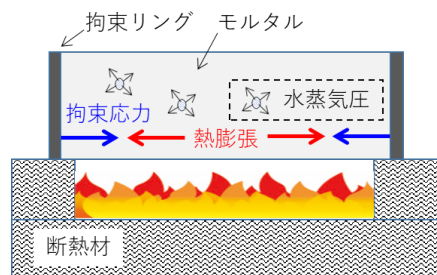 拘束リング
モルタル
水蒸気圧
拘束応力
熱膨張
断熱材